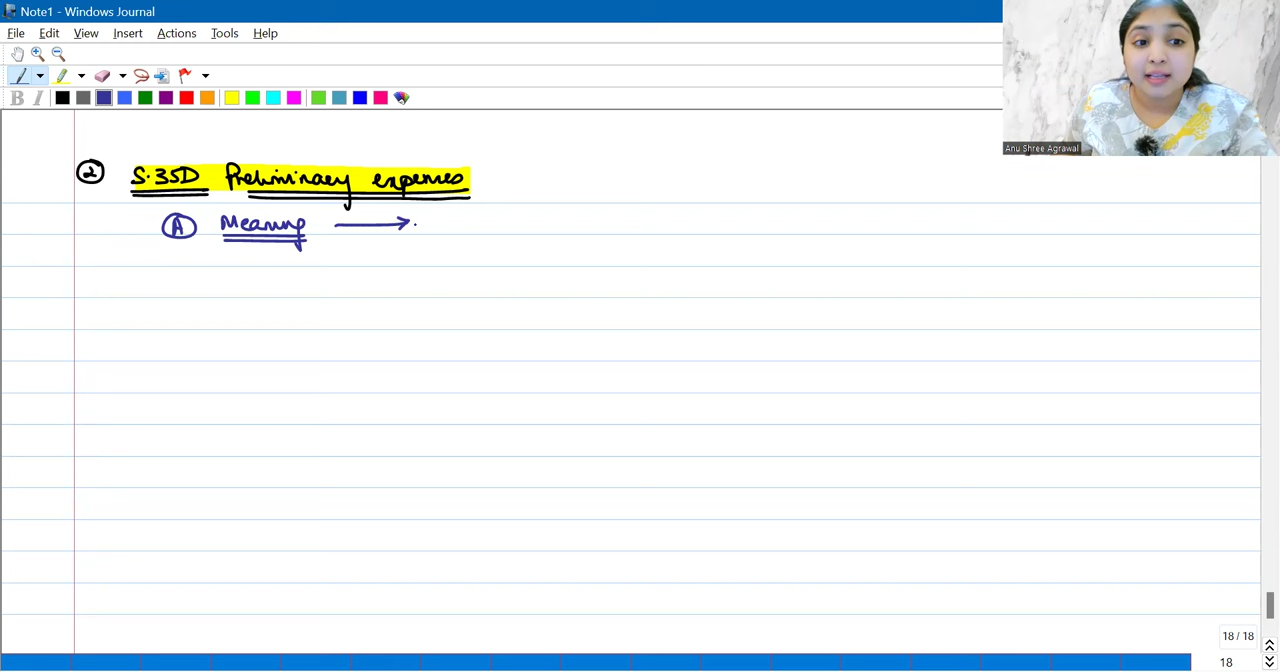 Note1 - Windows Journal
File Edit View Insert Actions Tools Help
B I
Anu Shree Agrawal
② S.35D Preliminary expenses
Ⓐ Meaning →
18 / 18
18